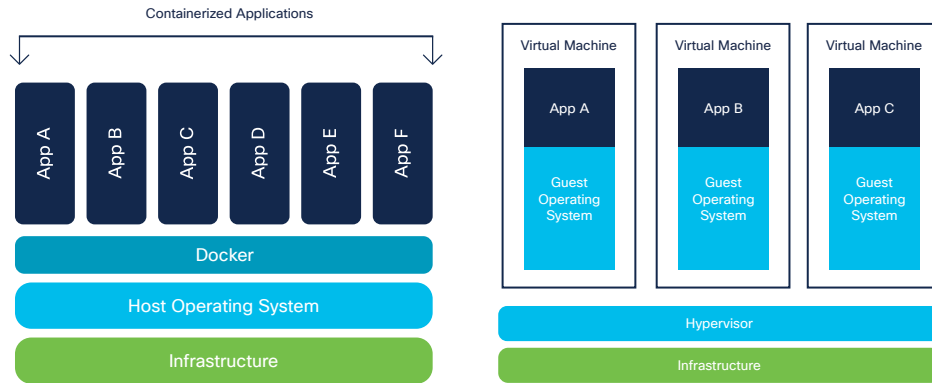 Containerized Applications
App A
App B
App C
App D
App E
App F
Docker
Host Operating System
Infrastructure
Virtual Machine
App A
Guest
Operating
System
Virtual Machine
App B
Guest
Operating
System
Virtual Machine
App C
Guest
Operating
System
Hypervisor
Infrastructure